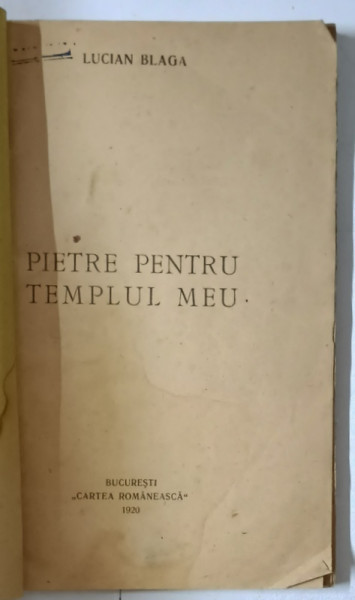 LUCIAN BLAGA
PIETRE PENTRU
TEMPLUL MEU
BUCUREȘTI
„CARTEA ROMÂNEASCĂ”
1920